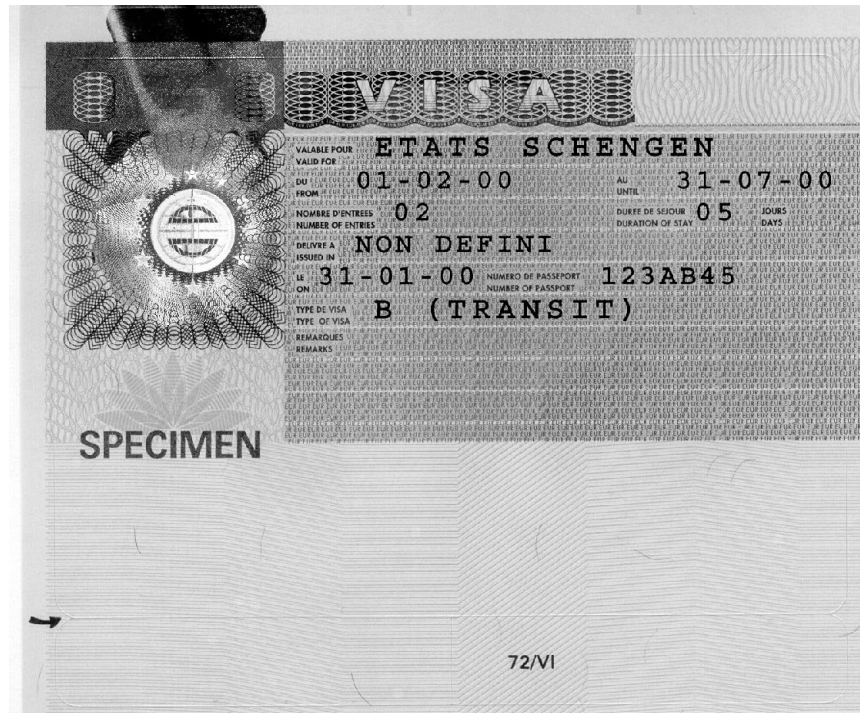 VISA
VALABLE POUR ETATS SCHENGEN
VALID FOR
DU 01-02-00 AU 31-07-00
FROM UNTIL
NOMBRE D'ENTREES 02 DUREE DE SEJOUR 05 JOURS
NUMBER OF ENTRIES DURATION OF STAY DAYS
DELIVRE A NON DEFINI
ISSUED IN
LE 31-01-00 NUMERO DE PASSEPORT 123AB45
ON NUMBER OF PASSPORT
TYPE DE VISA B (TRANSIT)
TYPE OF VISA
REMARQUES
REMARKS
SPECIMEN
72/VI